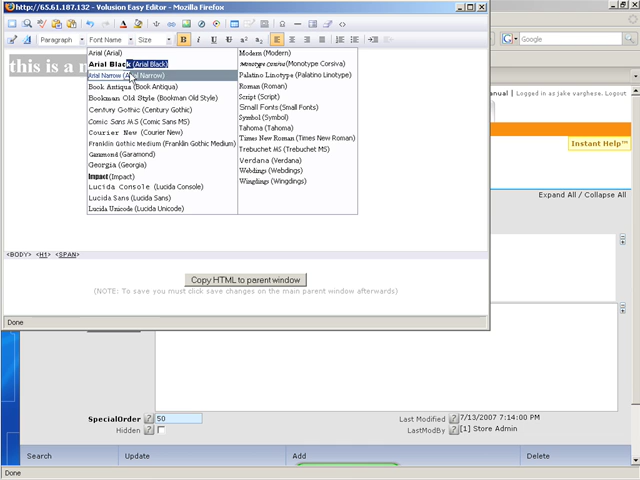 http://65.61.187.132 - Volusion Easy Editor - Mozilla Firefox
Paragraph Font Name Size B I U S a² a₂
this is a
Arial (Arial)
Arial Black (Arial Black)
Arial Narrow (Arial Narrow)
Book Antiqua (Book Antiqua)
Bookman Old Style (Bookman Old Style)
Century Gothic (Century Gothic)
Comic Sans MS (Comic Sans MS)
Courier New (Courier New)
Franklin Gothic Medium (Franklin Gothic Medium)
Garamond (Garamond)
Georgia (Georgia)
Impact (Impact)
Lucida Console (Lucida Console)
Lucida Sans (Lucida Sans)
Lucida Unicode (Lucida Unicode)
Modern (Modern)
Monotype Corsiva (Monotype Corsiva)
Palatino Linotype (Palatino Linotype)
Roman (Roman)
Script (Script)
Small Fonts (Small Fonts)
Symbol (Symbol)
Tahoma (Tahoma)
Times New Roman (Times New Roman)
Trebuchet MS (Trebuchet MS)
Verdana (Verdana)
Webdings (Webdings)
Wingdings (Wingdings)
<BODY> <H1> <SPAN>
Copy HTML to parent window
(NOTE: To save you must click save changes on the main parent window afterwards)
Done
Google
Logged in as jake varghese. Logout
Instant Help™
Expand All / Collapse All
SpecialOrder ? 50
Hidden ?
Last Modified ? 7/13/2007 7:14:00 PM
LastModBy ? [1] Store Admin
Search Update Add Delete
Done